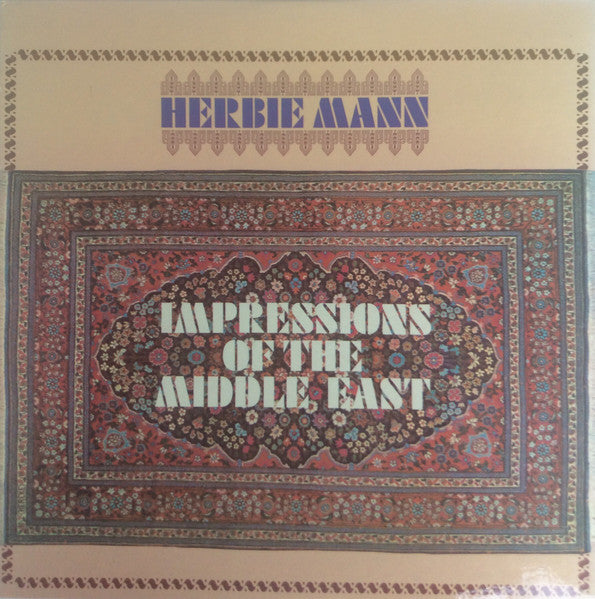 HERBIE MANN
IMPRESSIONS
OF THE
MIDDLE EAST